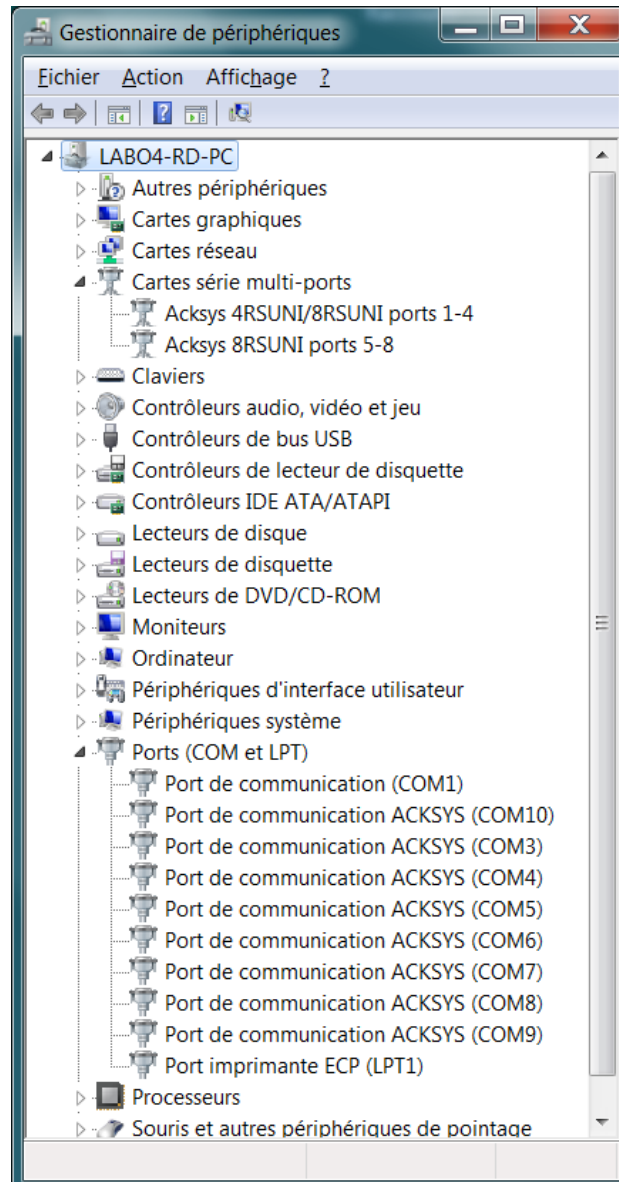 Gestionnaire de périphériques
Fichier Action Affichage ?
LABO4-RD-PC
Autres périphériques
Cartes graphiques
Cartes réseau
Cartes série multi-ports
Acksys 4RSUNI/8RSUNI ports 1-4
Acksys 8RSUNI ports 5-8
Claviers
Contrôleurs audio, vidéo et jeu
Contrôleurs de bus USB
Contrôleurs de lecteur de disquette
Contrôleurs IDE ATA/ATAPI
Lecteurs de disque
Lecteurs de disquette
Lecteurs de DVD/CD-ROM
Moniteurs
Ordinateur
Périphériques d'interface utilisateur
Périphériques système
Ports (COM et LPT)
Port de communication (COM1)
Port de communication ACKSYS (COM10)
Port de communication ACKSYS (COM3)
Port de communication ACKSYS (COM4)
Port de communication ACKSYS (COM5)
Port de communication ACKSYS (COM6)
Port de communication ACKSYS (COM7)
Port de communication ACKSYS (COM8)
Port de communication ACKSYS (COM9)
Port imprimante ECP (LPT1)
Processeurs
Souris et autres périphériques de pointage